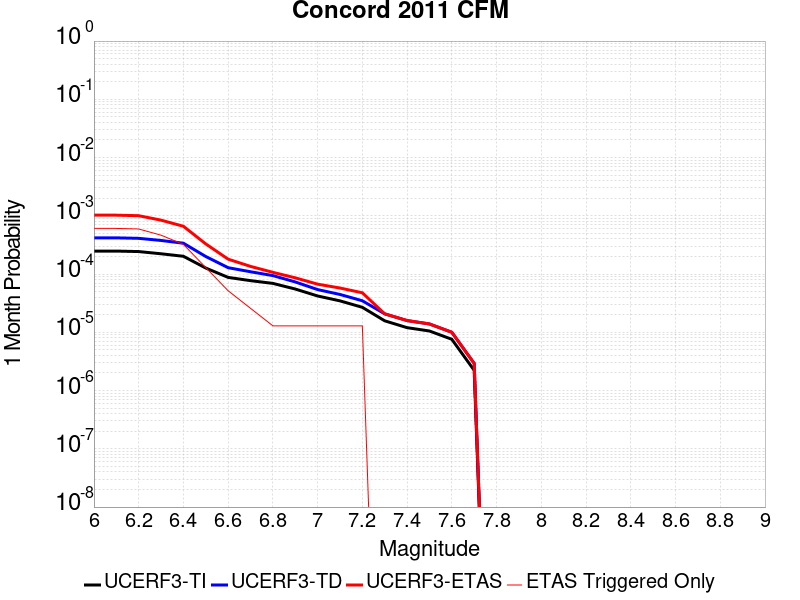 Concord 2011 CFM
10^0
10^-1
10^-2
10^-3
10^-4
10^-5
10^-6
10^-7
10^-8
1 Month Probability
6 6.2 6.4 6.6 6.8 7 7.2 7.4 7.6 7.8 8 8.2 8.4 8.6 8.8 9
Magnitude
UCERF3-TI UCERF3-TD UCERF3-ETAS ETAS Triggered Only